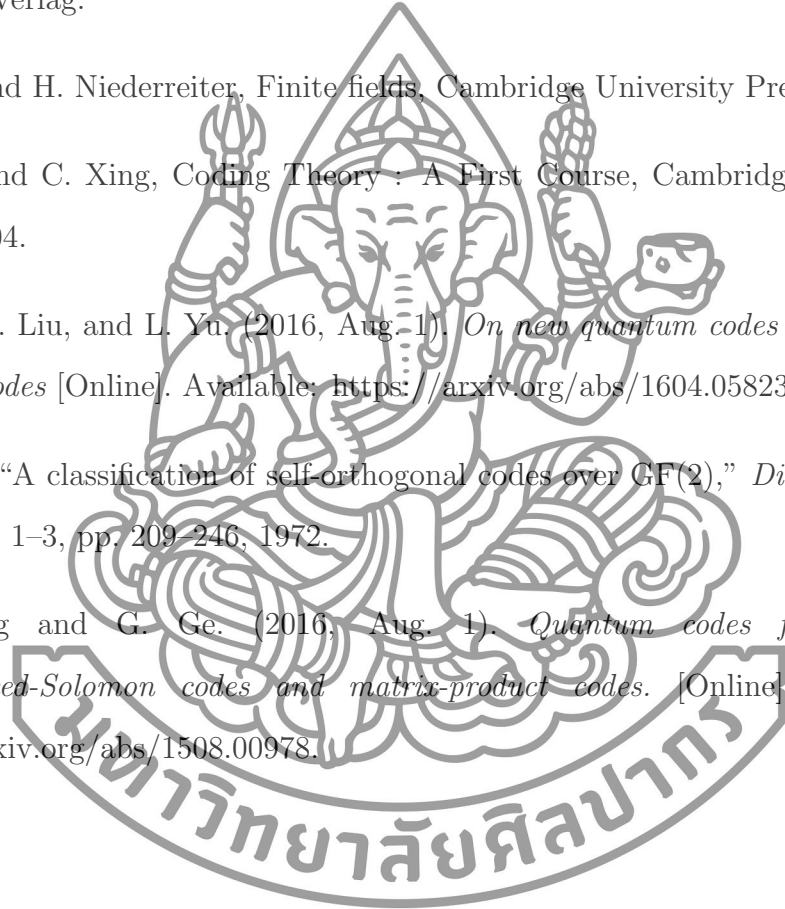 Verlag.
nd H. Niederreiter, Finite fields, Cambridge University Pre
nd C. Xing, Coding Theory : A First Course, Cambridg
04.
. Liu, and L. Yu. (2016, Aug. 1). On new quantum codes
odes [Online]. Available: https://arxiv.org/abs/1604.05823
“A classification of self-orthogonal codes over GF(2),” Di
1–3, pp. 209–246, 1972.
g and G. Ge. (2016, Aug. 1). Quantum codes f
ed-Solomon codes and matrix-product codes. [Online]
xiv.org/abs/1508.00978.
มหาวิทยาลัยศิลปากร